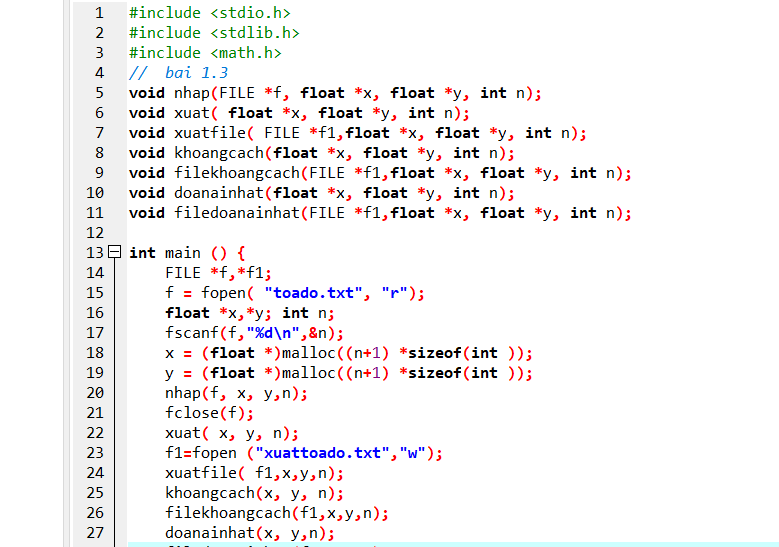 1 #include <stdio.h>
2 #include <stdlib.h>
3 #include <math.h>
4 //  bai 1.3
5 void nhap(FILE *f, float *x, float *y, int n);
6 void xuat( float *x, float *y, int n);
7 void xuatfile( FILE *f1,float *x, float *y, int n);
8 void khoangcach(float *x, float *y, int n);
9 void filekhoangcach(FILE *f1,float *x, float *y, int n);
10 void doanainhat(float *x, float *y, int n);
11 void filedoanainhat(FILE *f1,float *x, float *y, int n);
12
13 int main () {
14 FILE *f,*f1;
15 f = fopen( "toado.txt", "r");
16 float *x,*y; int n;
17 fscanf(f,"%d\n",&n);
18 x = (float *)malloc((n+1) *sizeof(int ));
19 y = (float *)malloc((n+1) *sizeof(int ));
20 nhap(f, x, y,n);
21 fclose(f);
22 xuat( x, y, n);
23 f1=fopen ("xuattoado.txt","w");
24 xuatfile( f1,x,y,n);
25 khoangcach(x, y, n);
26 filekhoangcach(f1,x,y,n);
27 doanainhat(x, y,n);